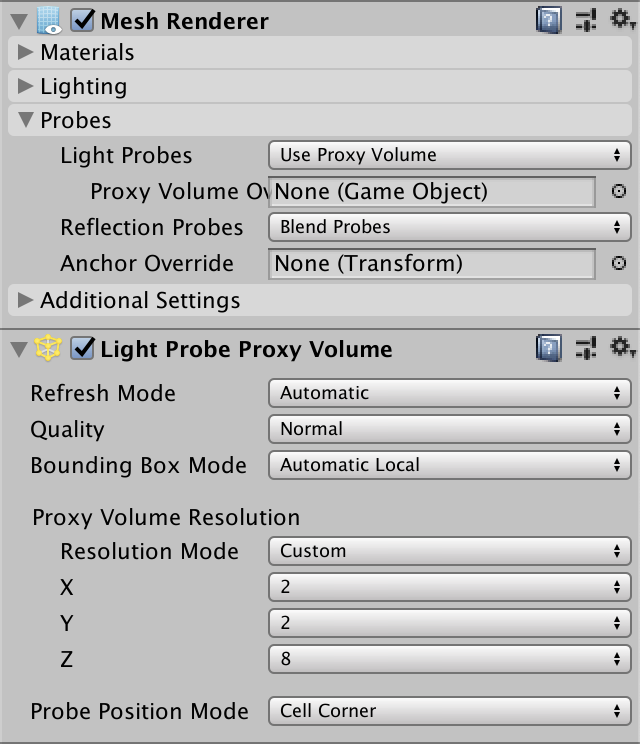 Mesh Renderer
Materials
Lighting
Probes
Light Probes Use Proxy Volume
Proxy Volume Ov None (Game Object)
Reflection Probes Blend Probes
Anchor Override None (Transform)
Additional Settings
Light Probe Proxy Volume
Refresh Mode Automatic
Quality Normal
Bounding Box Mode Automatic Local
Proxy Volume Resolution
Resolution Mode Custom
X 2
Y 2
Z 8
Probe Position Mode Cell Corner